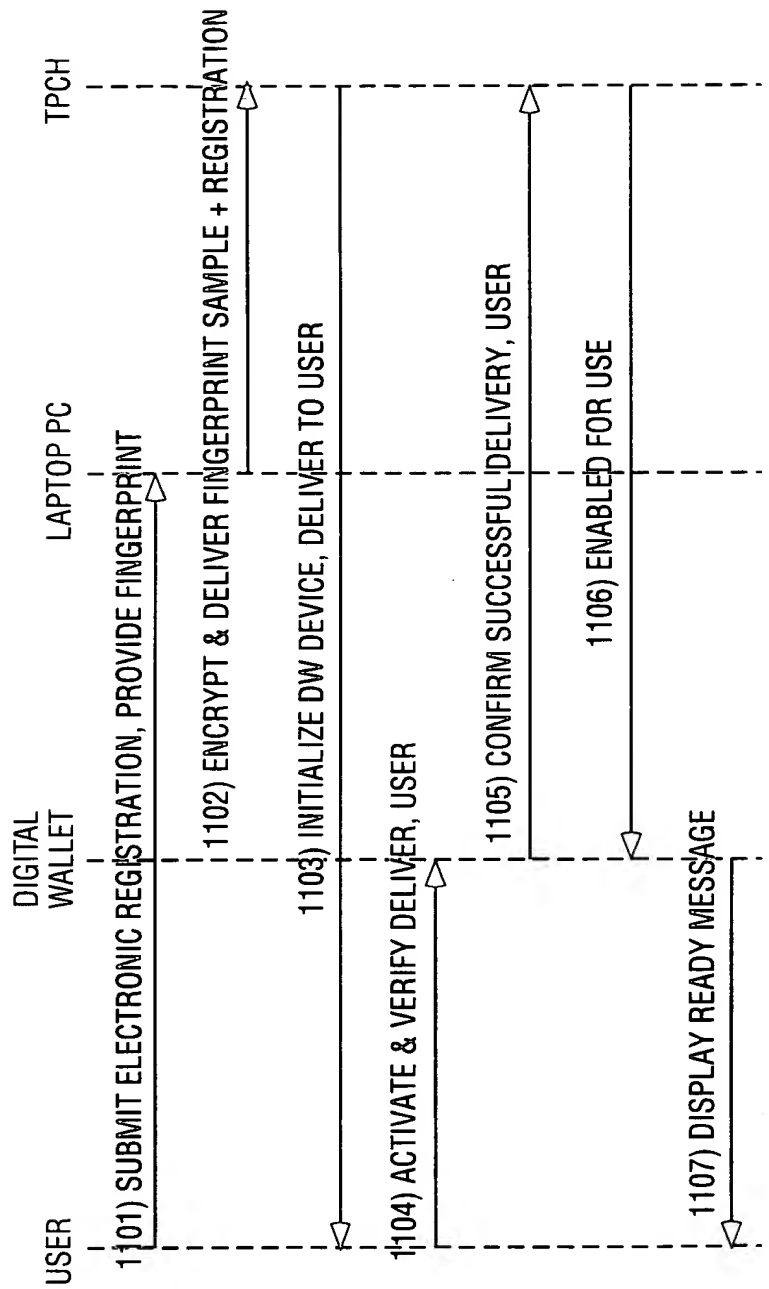 USER
DIGITAL
WALLET
LAPTOP PC
TPCH
1101) SUBMIT ELECTRONIC REGISTRATION, PROVIDE FINGERPRINT
1102) ENCRYPT & DELIVER FINGERPRINT SAMPLE + REGISTRATION
1103) INITIALIZE DW DEVICE, DELIVER TO USER
1104) ACTIVATE & VERIFY DELIVER, USER
1105) CONFIRM SUCCESSFUL DELIVERY, USER
1106) ENABLED FOR USE
1107) DISPLAY READY MESSAGE